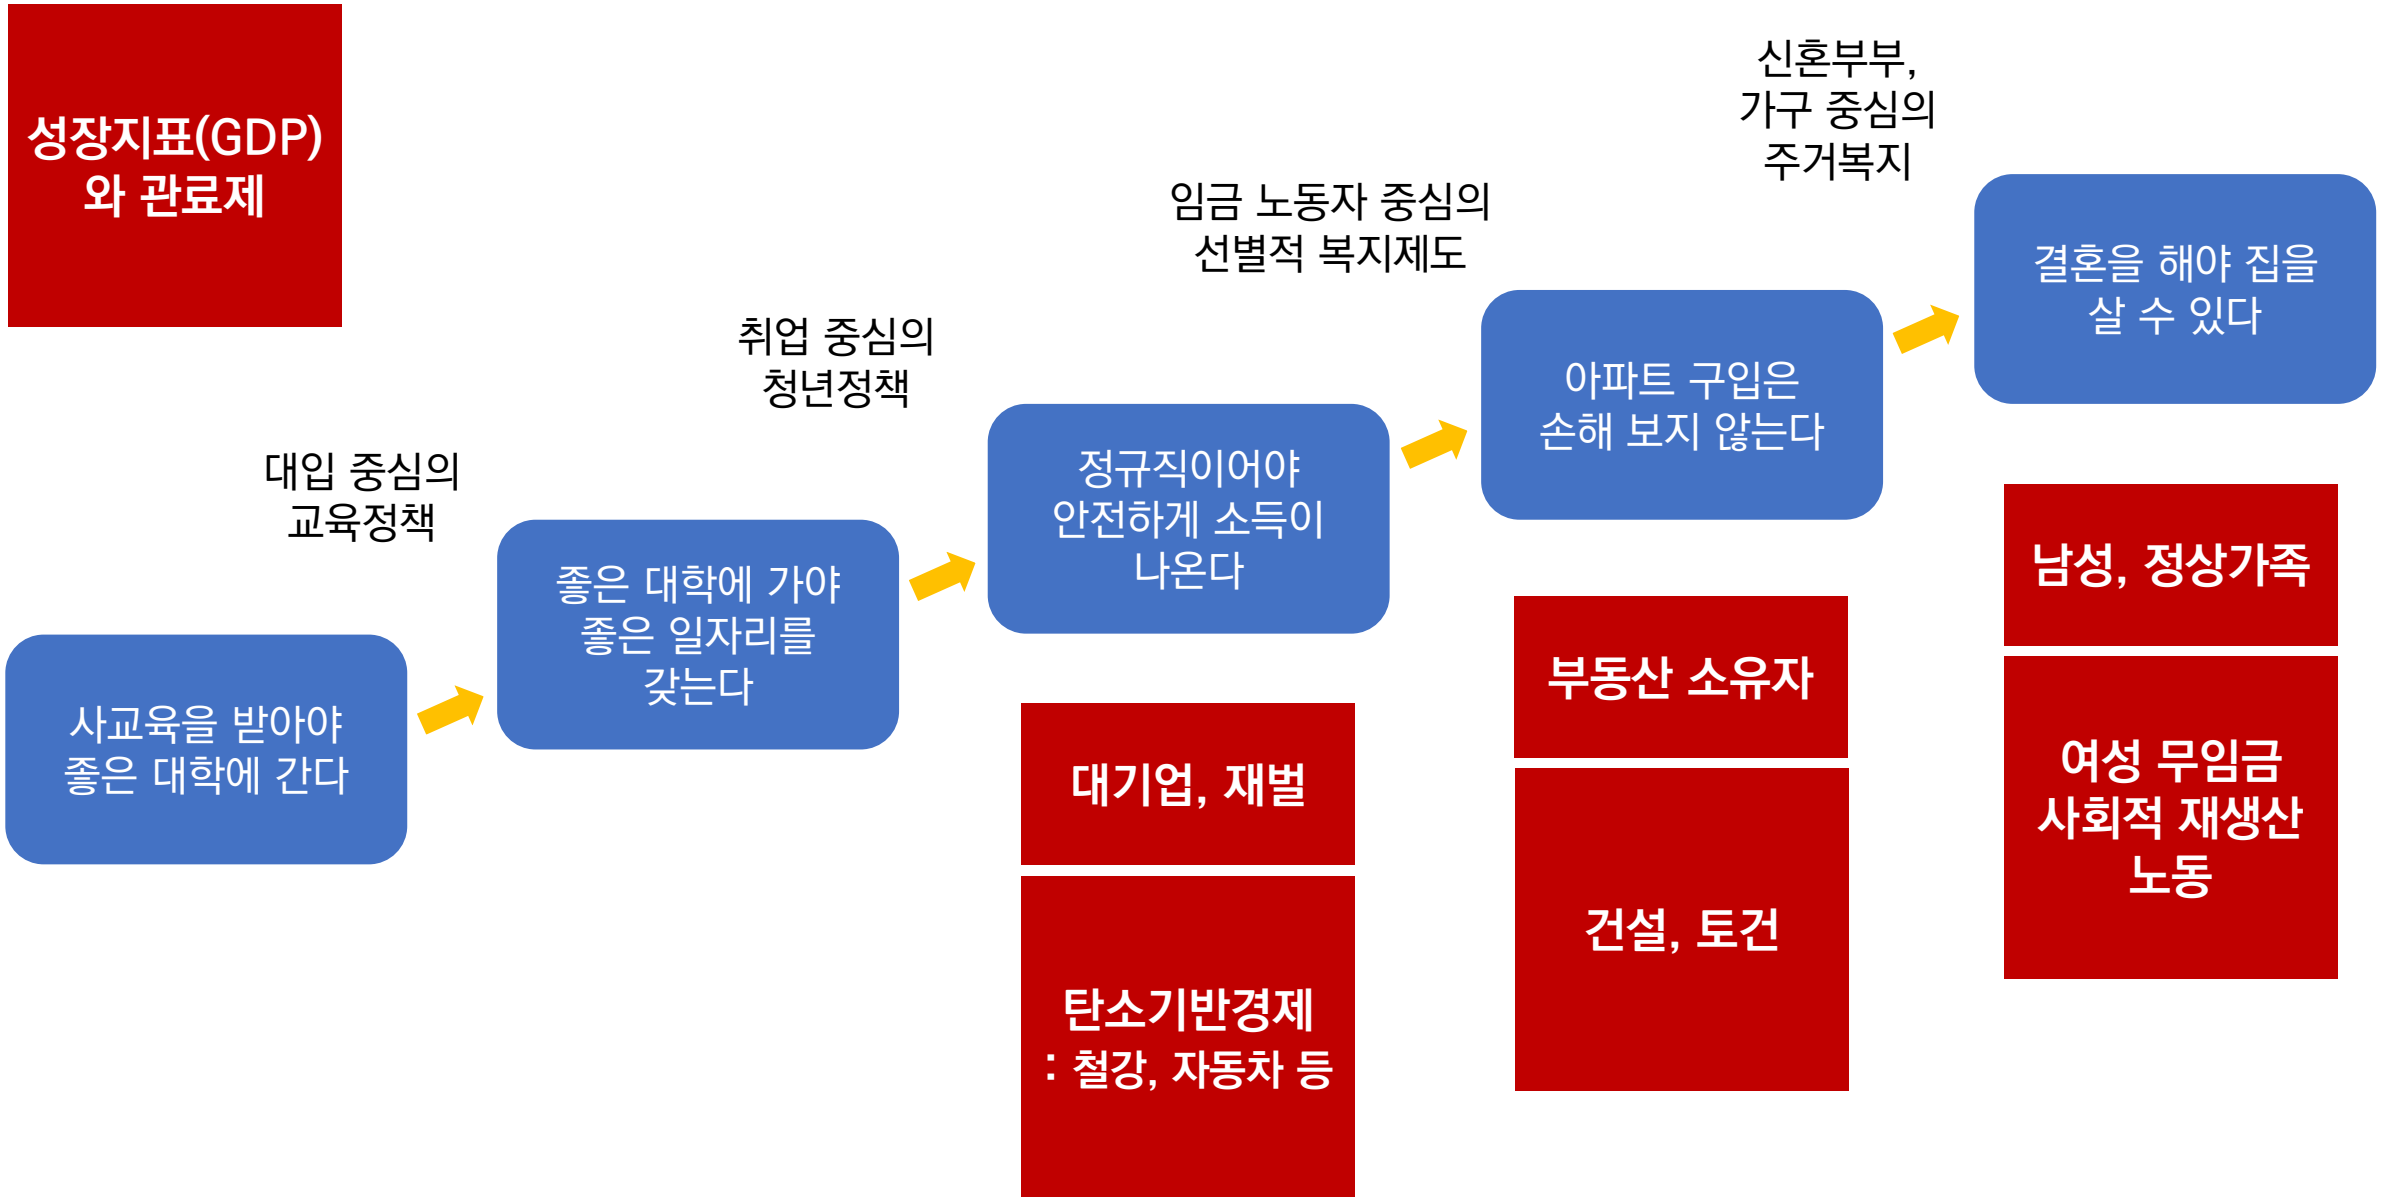 성장지표(GDP)
와 관료제
대입 중심의
교육정책
취업 중심의
청년정책
임금 노동자 중심의
선별적 복지제도
신혼부부,
가구 중심의
주거복지
사교육을 받아야
좋은 대학에 간다
좋은 대학에 가야
좋은 일자리를
갖는다
정규직이어야
안전하게 소득이
나온다
아파트 구입은
손해 보지 않는다
결혼을 해야 집을
살 수 있다
대기업, 재벌
탄소기반경제
: 철강, 자동차 등
부동산 소유자
건설, 토건
남성, 정상가족
여성 무임금
사회적 재생산
노동